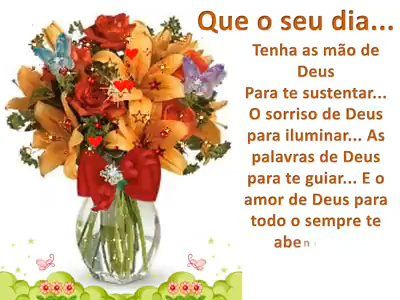 Que o seu dia...
Tenha as mão de
Deus
Para te sustentar...
O sorriso de Deus
para iluminar... As
palavras de Deus
para te guiar... E o
amor de Deus para
todo o sempre te
aben